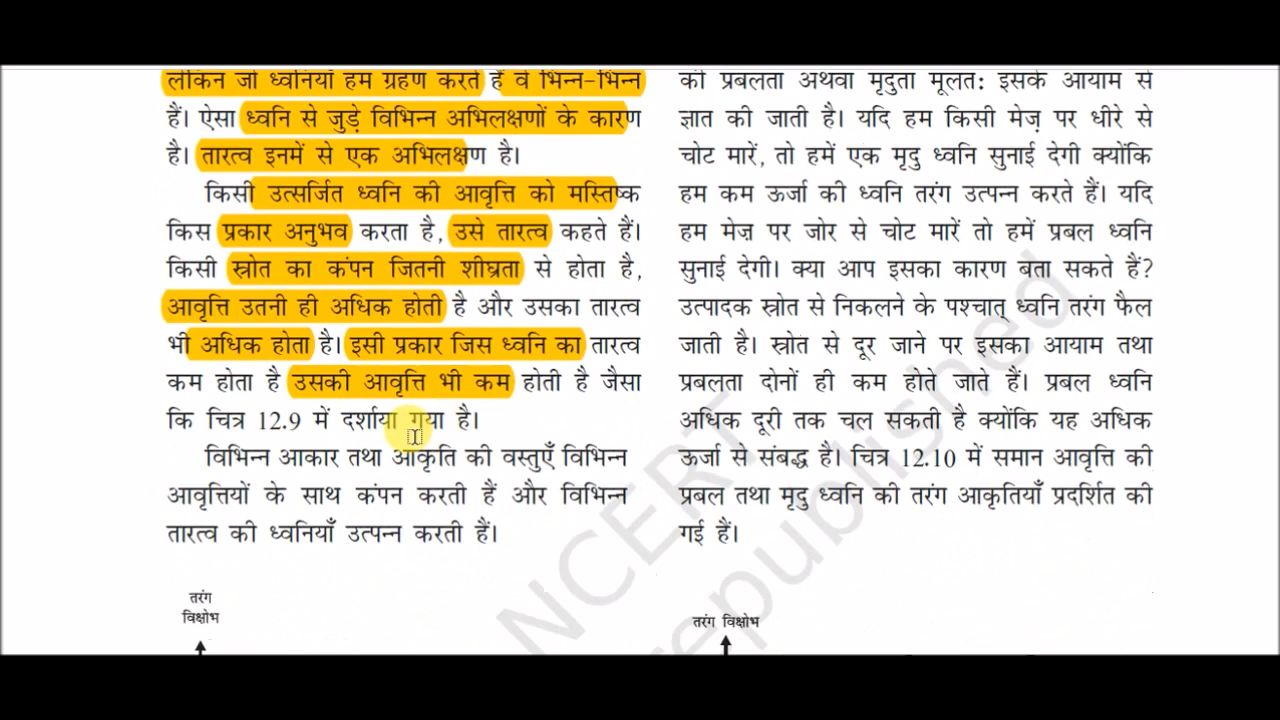 लेकिन जो ध्वनियाँ हम ग्रहण करते हैं वे भिन्न-भिन्न
हैं। ऐसा ध्वनि से जुड़े विभिन्न अभिलक्षणों के कारण
है। तारत्व इनमें से एक अभिलक्षण है।
किसी उत्सर्जित ध्वनि की आवृत्ति को मस्तिष्क
किस प्रकार अनुभव करता है, उसे तारत्व कहते हैं।
किसी स्रोत का कंपन जितनी शीघ्रता से होता है,
आवृत्ति उतनी ही अधिक होती है और उसका तारत्व
भी अधिक होता है। इसी प्रकार जिस ध्वनि का तारत्व
कम होता है उसकी आवृत्ति भी कम होती है जैसा
कि चित्र 12.9 में दर्शाया गया है।
विभिन्न आकार तथा आकृति की वस्तुएँ विभिन्न
आवृत्तियों के साथ कंपन करती हैं और विभिन्न
तारत्व की ध्वनियाँ उत्पन्न करती हैं।
तरंग
विक्षोभ
की प्रबलता अथवा मृदुता मूलत: इसके आयाम से
ज्ञात की जाती है। यदि हम किसी मेज़ पर धीरे से
चोट मारें, तो हमें एक मृदु ध्वनि सुनाई देगी क्योंकि
हम कम ऊर्जा की ध्वनि तरंग उत्पन्न करते हैं। यदि
हम मेज़ पर जोर से चोट मारें तो हमें प्रबल ध्वनि
सुनाई देगी। क्या आप इसका कारण बता सकते हैं?
उत्पादक स्रोत से निकलने के पश्चात् ध्वनि तरंग फैल
जाती है। स्रोत से दूर जाने पर इसका आयाम तथा
प्रबलता दोनों ही कम होते जाते हैं। प्रबल ध्वनि
अधिक दूरी तक चल सकती है क्योंकि यह अधिक
ऊर्जा से संबद्ध है। चित्र 12.10 में समान आवृत्ति की
प्रबल तथा मृदु ध्वनि की तरंग आकृतियाँ प्रदर्शित की
गई हैं।
तरंग विक्षोभ
NCERT
republished